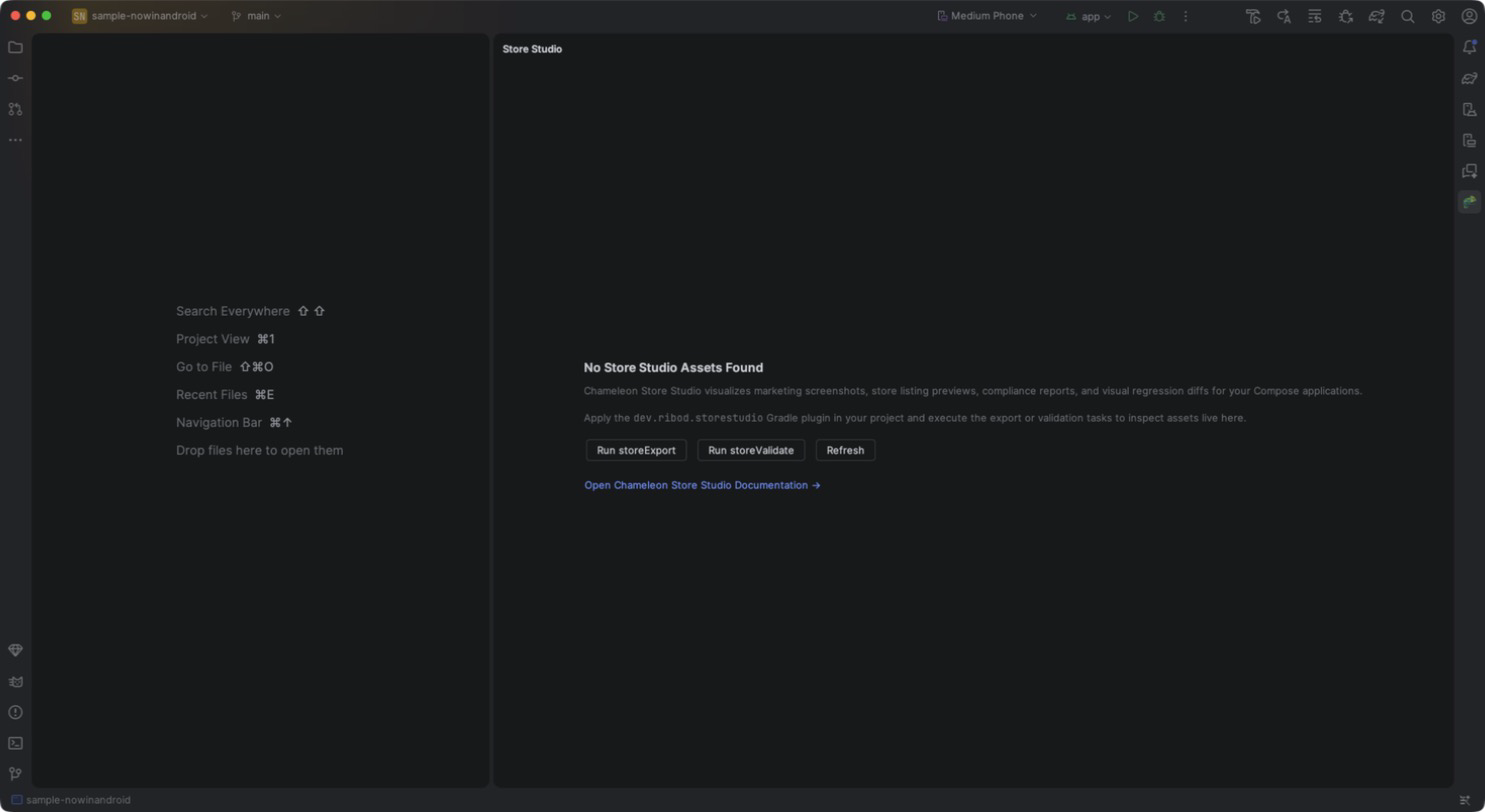 SN sample-nowinandroid main Medium Phone app
Store Studio
Search Everywhere ⇧ ⇧
Project View ⌘1
Go to File ⇧⌘O
Recent Files ⌘E
Navigation Bar ⌘↑
Drop files here to open them
No Store Studio Assets Found
Chameleon Store Studio visualizes marketing screenshots, store listing previews, compliance reports, and visual regression diffs for your Compose applications.
Apply the dev.ribod.storestudio Gradle plugin in your project and execute the export or validation tasks to inspect assets live here.
Run storeExport Run storeValidate Refresh
Open Chameleon Store Studio Documentation →
sample-nowinandroid